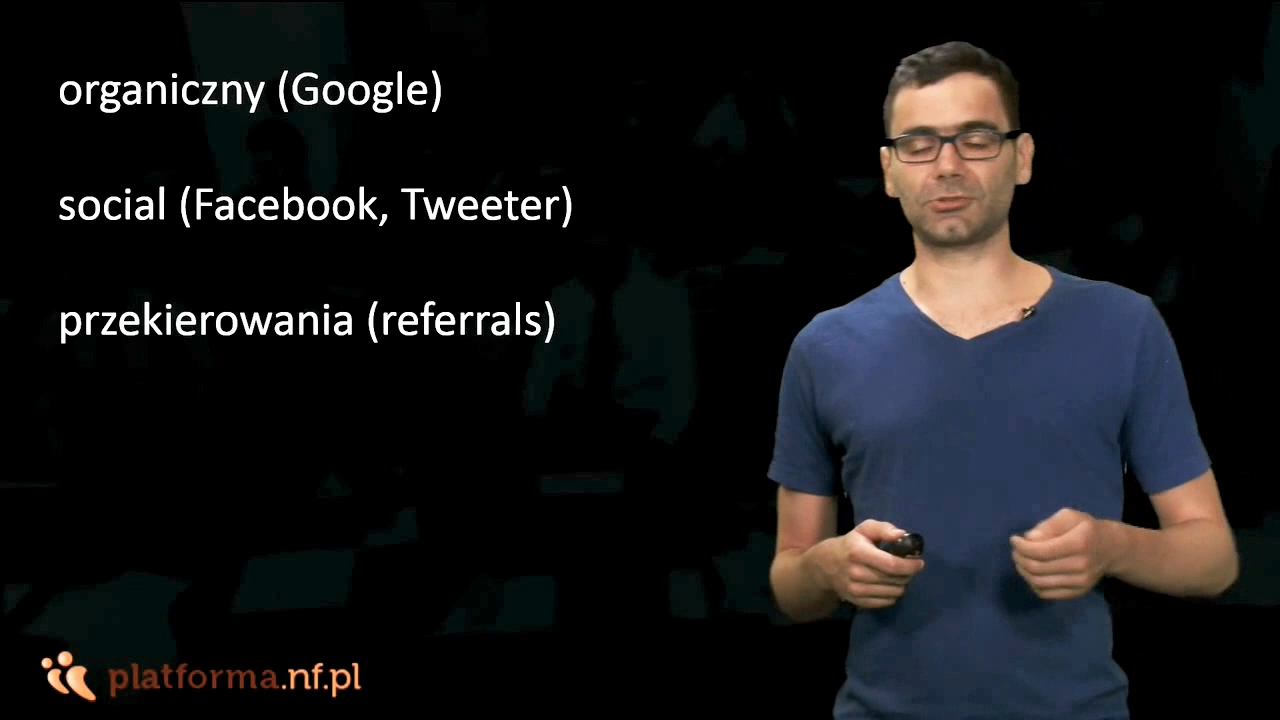 organiczny (Google)
social (Facebook, Tweeter)
przekierowania (referrals)
platforma.nf.pl